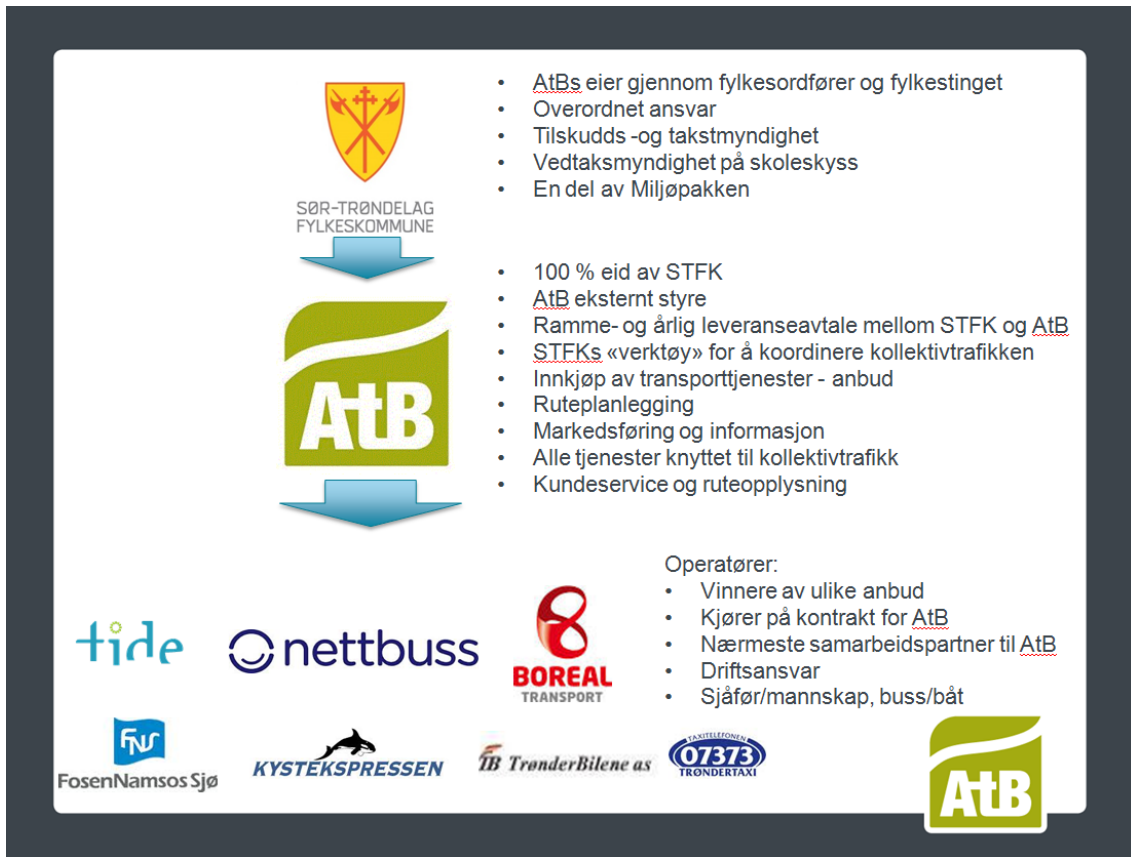 SØR-TRØNDELAG
FYLKESKOMMUNE
• AtBs eier gjennom fylkesordfører og fylkestinget
• Overordnet ansvar
• Tilskudds -og takstmyndighet
• Vedtaksmyndighet på skoleskyss
• En del av Miljøpakken
AtB
• 100 % eid av STFK
• AtB eksternt styre
• Ramme- og årlig leveranseavtale mellom STFK og AtB
• STFKs «verktøy» for å koordinere kollektivtrafikken
• Innkjøp av transporttjenester - anbud
• Ruteplanlegging
• Markedsføring og informasjon
• Alle tjenester knyttet til kollektivtrafikk
• Kundeservice og ruteopplysning
tide
nettbuss
BOREAL
TRANSPORT
Operatører:
• Vinnere av ulike anbud
• Kjører på kontrakt for AtB
• Nærmeste samarbeidspartner til AtB
• Driftsansvar
• Sjåfør/mannskap, buss/båt
FNS
FosenNamsos Sjø
KYSTEKSPRESSEN
TB TrønderBilene as
TAXITELEFONEN
07373
TRØNDERTAXI
AtB